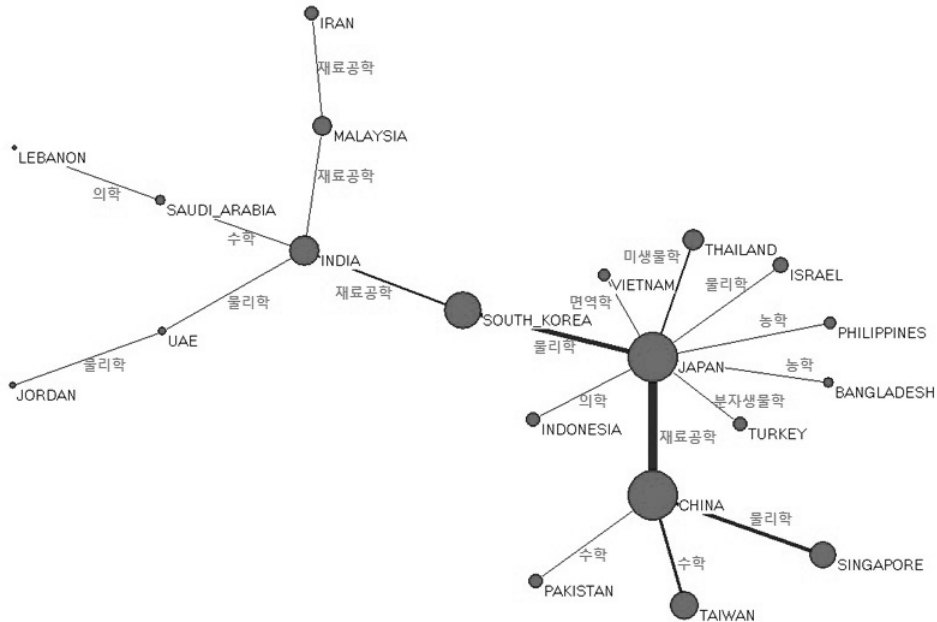 IRAN
재료공학
MALAYSIA
LEBANON
재료공학
의학
SAUDI_ARABIA
수학
INDIA
미생물학
THAILAND
물리학
ISRAEL
VIETNAM
면역학
재료공학
물리학
SOUTH_KOREA
농학
PHILIPPINES
UAE
물리학
물리학
JAPAN
농학
BANGLADESH
JORDAN
의학
분자생물학
INDONESIA
재료공학
TURKEY
CHINA
물리학
수학
수학
SINGAPORE
PAKISTAN
TAIWAN